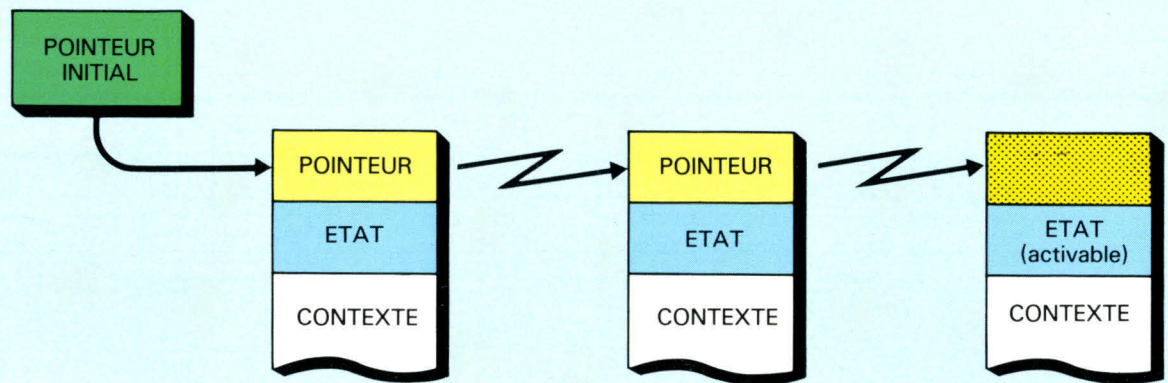 POINTEUR
INITIAL
POINTEUR
ETAT
CONTEXTE
POINTEUR
ETAT
CONTEXTE
ETAT
(activable)
CONTEXTE